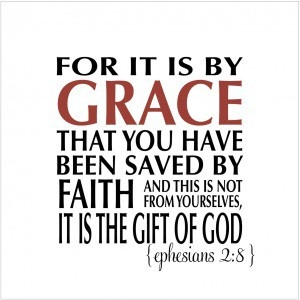 FOR IT IS BY
GRACE
THAT YOU HAVE
BEEN SAVED BY
FAITH AND THIS IS NOT
FROM YOURSELVES,
IT IS THE GIFT OF GOD
{ephesians 2:8}